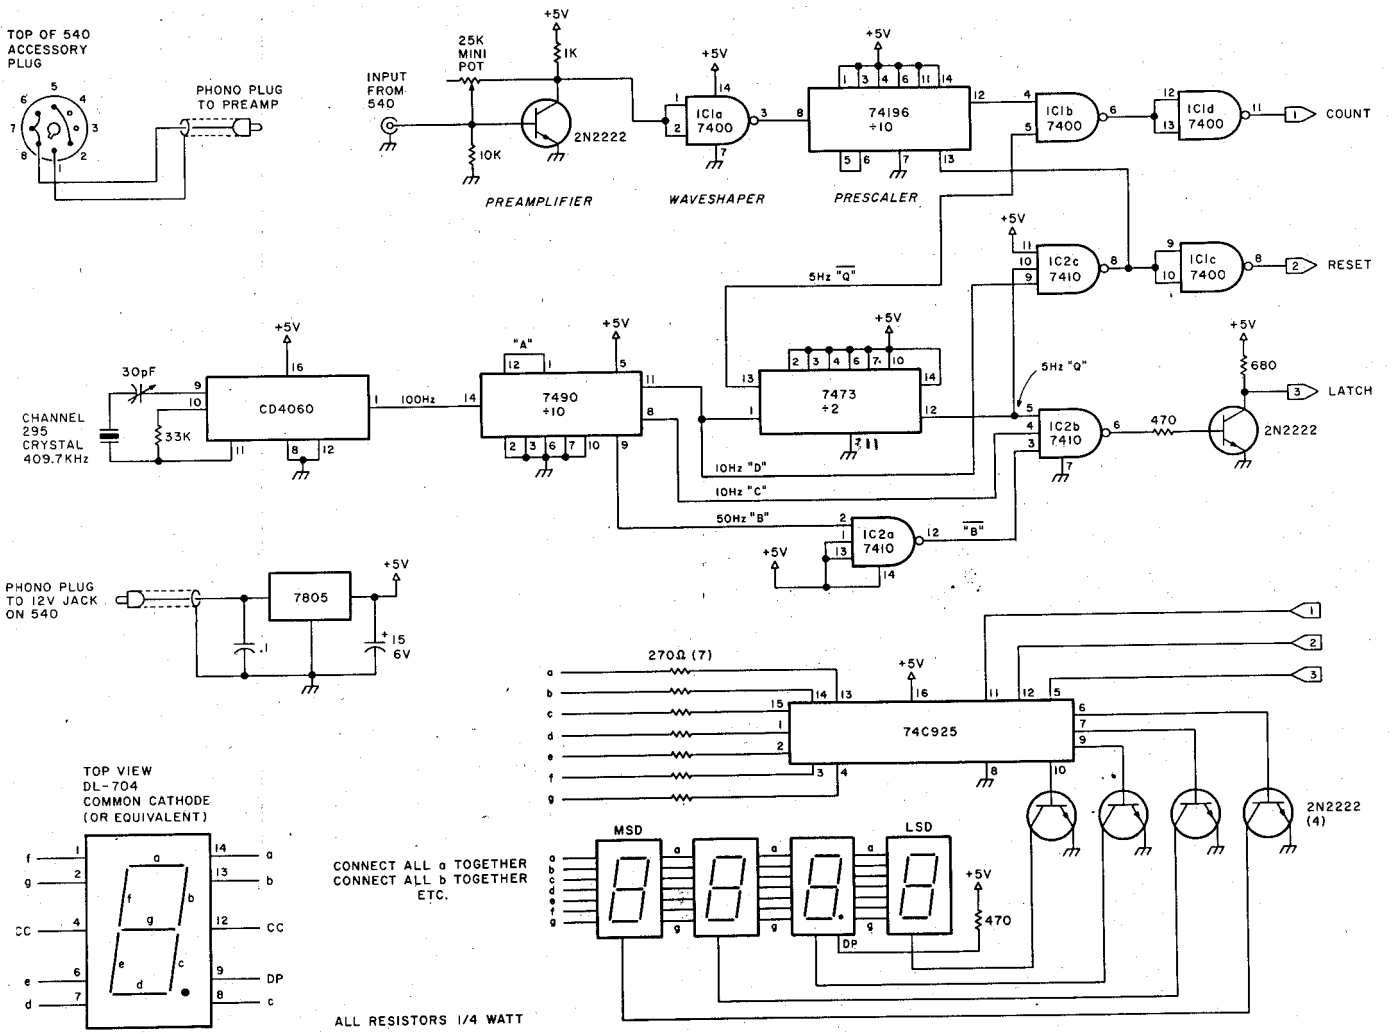 TOP OF 540
ACCESSORY
PLUG
5
6
4
7
3
8
2
1
PHONO PLUG
TO PREAMP
INPUT
FROM
540
25K
MINI
POT
+5V
1K
10K
2N2222
PREAMPLIFIER
+5V
14
1
2
IC1a
7400
3
7
WAVESHAPER
+5V
1 3 4 6 11 14
8
74196
÷10
12
5 6 7 13
PRESCALER
4
5
IC1b
7400
6
12
13
IC1d
7400
11
1
COUNT
+5V
11
10
9
IC2c
7410
8
9
10
IC1c
7400
8
2
RESET
5Hz "Q̅"
CHANNEL
295
CRYSTAL
409.7KHz
30pF
33K
+5V
16
9
10
11
CD4060
8 12
1
100Hz
14
"A"
12 1
+5V
5
7490
÷10
11
8
9
2 3 6 7 10
+5V
2 3 4 6 7 10
14
13
1
7473
÷2
12
7 11
5Hz "Q"
10Hz "D"
10Hz "C"
50Hz "B"
5
4
3
IC2b
7410
6
7
470
+5V
680
3
LATCH
2N2222
2
1
13
IC2a
7410
12
14
"B̅"
+5V
PHONO PLUG
TO 12V JACK
ON 540
7805
+5V
.1
+
15
6V
1
2
3
270Ω (7)
a
b
c
d
e
f
g
14 13
15
1
2
3 4
+5V
16
11 12 5
74C925
6
7
9
8
10
2N2222
(4)
TOP VIEW
DL-704
COMMON CATHODE
(OR EQUIVALENT)
f 1
g 2
CC 4
e 6
d 7
14 a
13 b
12 CC
9 DP
8 c
a
f b
g
e c
d
CONNECT ALL a TOGETHER
CONNECT ALL b TOGETHER
ETC.
MSD
LSD
a
b
c
d
e
f
g
a
g
a
g
a
g
DP
+5V
470
ALL RESISTORS 1/4 WATT